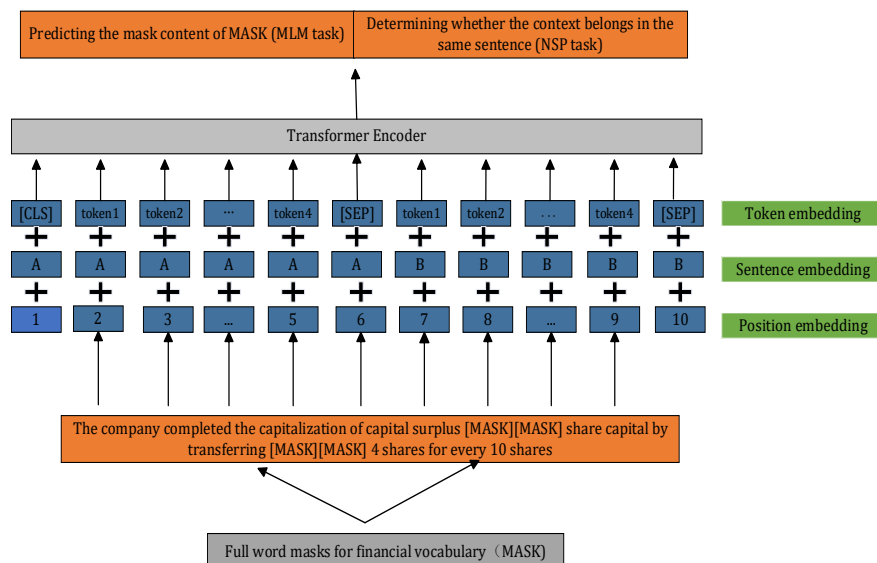 Predicting the mask content of MASK (MLM task)
Determining whether the context belongs in the
same sentence (NSP task)
Transformer Encoder
[CLS] token1 token2 ... token4 [SEP] token1 token2 ... token4 [SEP] Token embedding
A A A A A A B B B B B Sentence embedding
1 2 3 ... 5 6 7 8 ... 9 10 Position embedding
The company completed the capitalization of capital surplus [MASK][MASK] share capital by
transferring [MASK][MASK] 4 shares for every 10 shares
Full word masks for financial vocabulary（MASK)